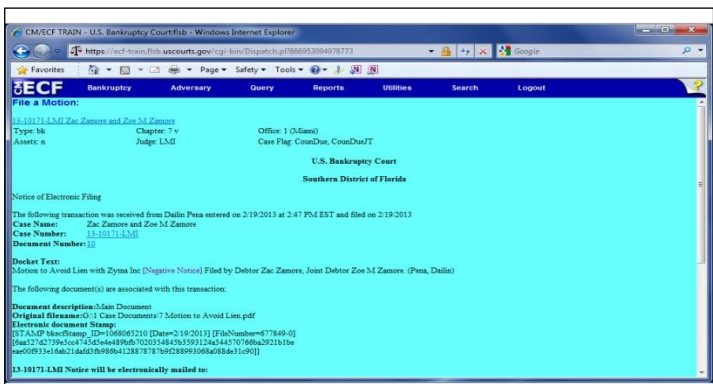 CM/ECF TRAIN - U.S. Bankruptcy Court:flsb - Windows Internet Explorer
https://ecf-train.flsb.uscourts.gov/cgi-bin/Dispatch.pl?866953094978773
Google
Favorites Page Safety Tools
ECF Bankruptcy Adversary Query Reports Utilities Search Logout ?
File a Motion:
13-10171-LMI Zac Zamore and Zoe M Zamore
Type: bk Chapter: 7 v Office: 1 (Miami)
Assets: n Judge: LMI Case Flag: CounDue, CounDueJT
U.S. Bankruptcy Court
Southern District of Florida
Notice of Electronic Filing
The following transaction was received from Dailin Pena entered on 2/19/2013 at 2:47 PM EST and filed on 2/19/2013
Case Name: Zac Zamore and Zoe M Zamore
Case Number: 13-10171-LMI
Document Number: 10
Docket Text:
Motion to Avoid Lien with Zyma Inc [Negative Notice] Filed by Debtor Zac Zamore, Joint Debtor Zoe M Zamore. (Pena, Dailin)
The following document(s) are associated with this transaction:
Document description:Main Document
Original filename:G:\1 Case Documents\7 Motion to Avoid Lien.pdf
Electronic document Stamp:
[STAMP bkecfStamp_ID=1068065210 [Date=2/19/2013] [FileNumber=677849-0]
13-10171-LMI Notice will be electronically mailed to: